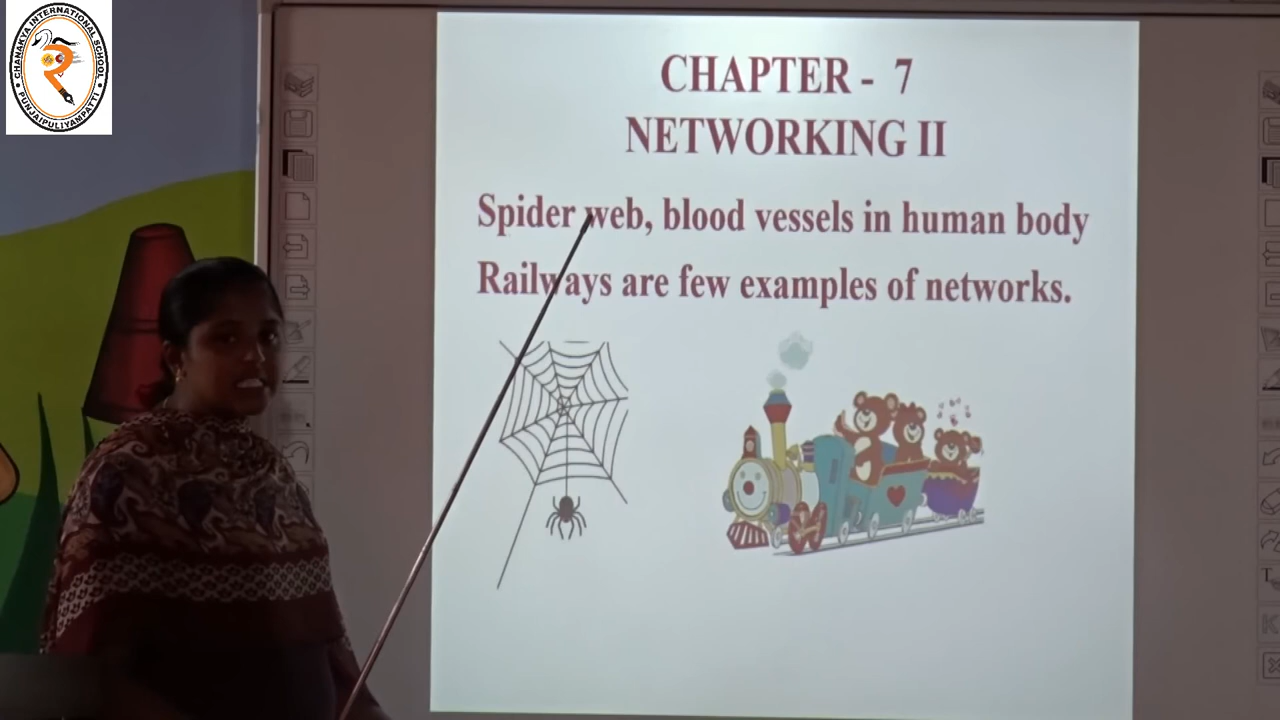 CHANAKYA INTERNATIONAL SCHOOL
PUNJAIPULIYAMPATTI
CHAPTER - 7
NETWORKING II
Spider web, blood vessels in human body
Railways are few examples of networks.